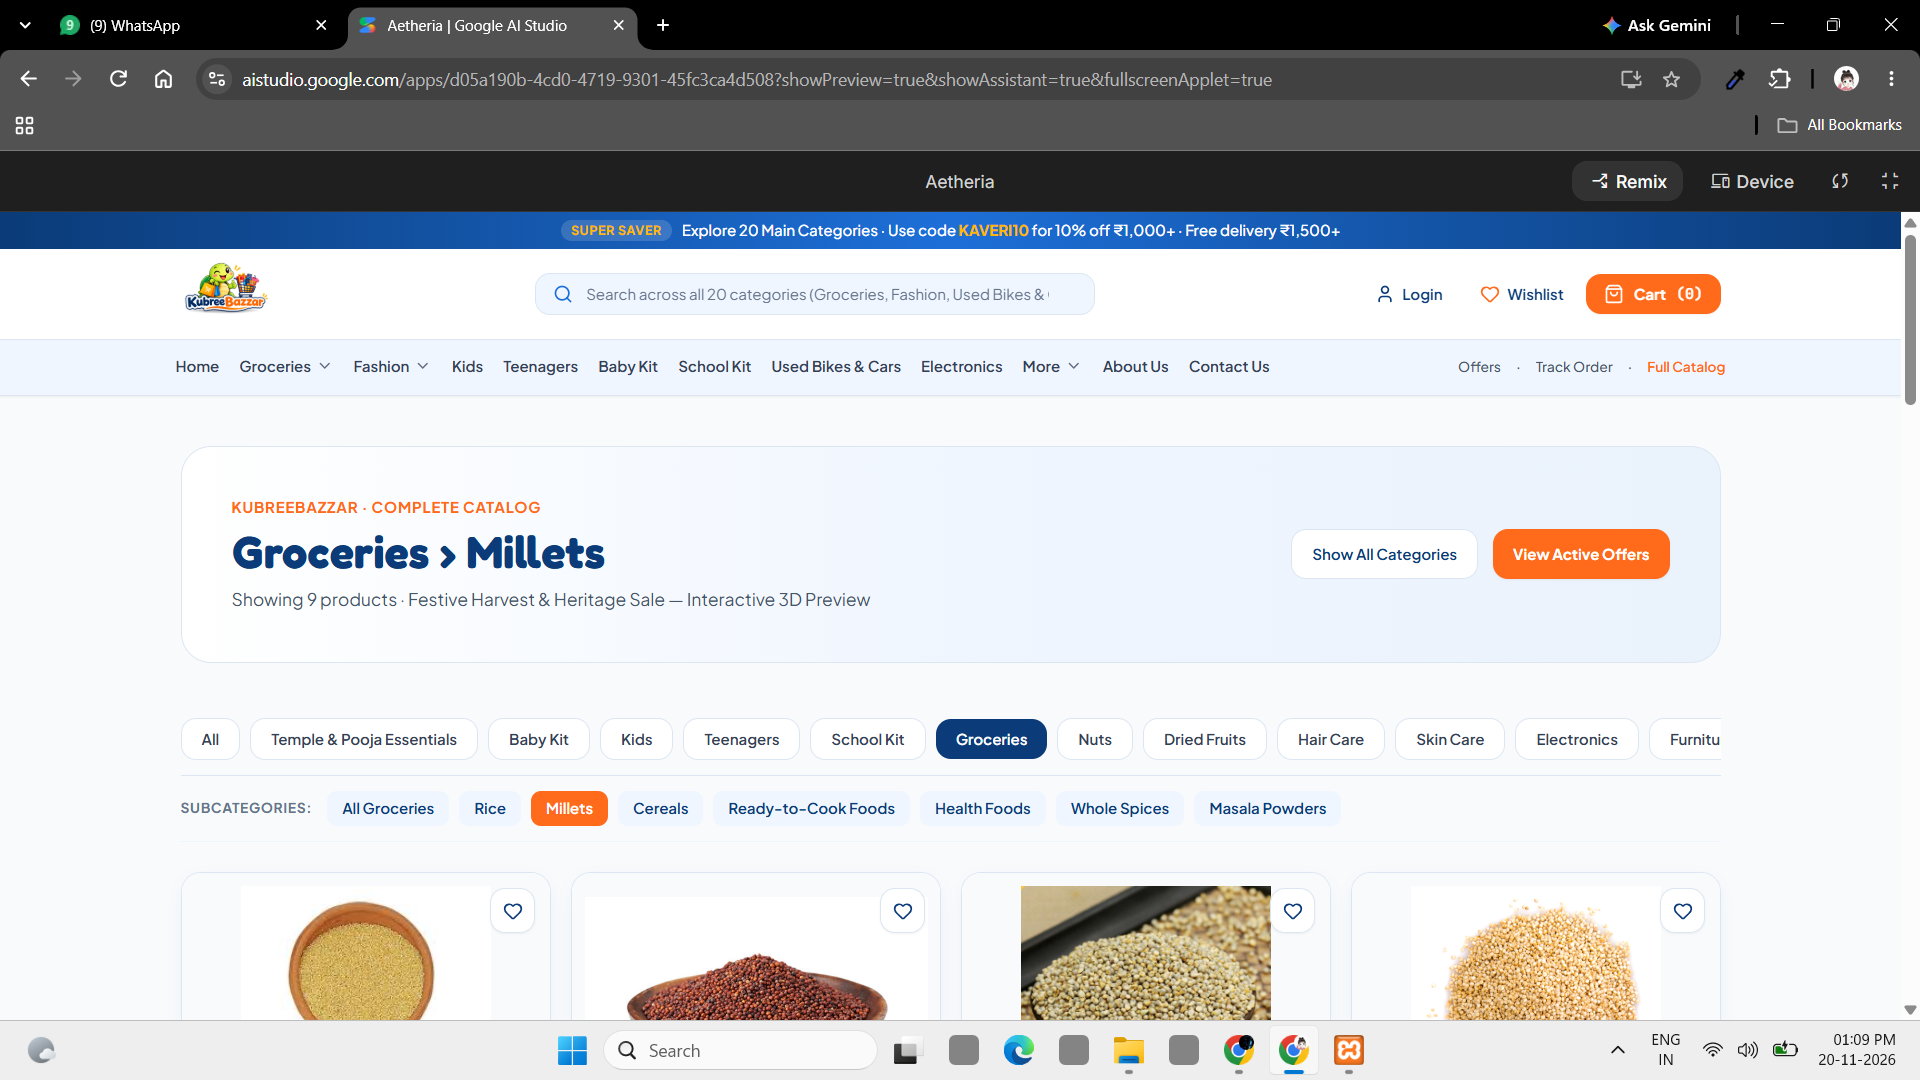 (9) WhatsApp
Aetheria | Google AI Studio
Ask Gemini
aistudio.google.com/apps/d05a190b-4cd0-4719-9301-45fc3ca4d508?showPreview=true&showAssistant=true&fullscreenApplet=true
All Bookmarks
Aetheria
Remix
Device
SUPER SAVER Explore 20 Main Categories · Use code KAVERI10 for 10% off ₹1,000+ · Free delivery ₹1,500+
KubreeBazzar
Search across all 20 categories (Groceries, Fashion, Used Bikes &
Login
Wishlist
Cart (0)
Home Groceries Fashion Kids Teenagers Baby Kit School Kit Used Bikes & Cars Electronics More About Us Contact Us
Offers · Track Order · Full Catalog
KUBREEBAZZAR · COMPLETE CATALOG
Groceries › Millets
Showing 9 products · Festive Harvest & Heritage Sale — Interactive 3D Preview
Show All Categories
View Active Offers
All Temple & Pooja Essentials Baby Kit Kids Teenagers School Kit Groceries Nuts Dried Fruits Hair Care Skin Care Electronics Furnitu
SUBCATEGORIES: All Groceries Rice Millets Cereals Ready-to-Cook Foods Health Foods Whole Spices Masala Powders
Search
ENG
IN
01:09 PM
20-11-2026